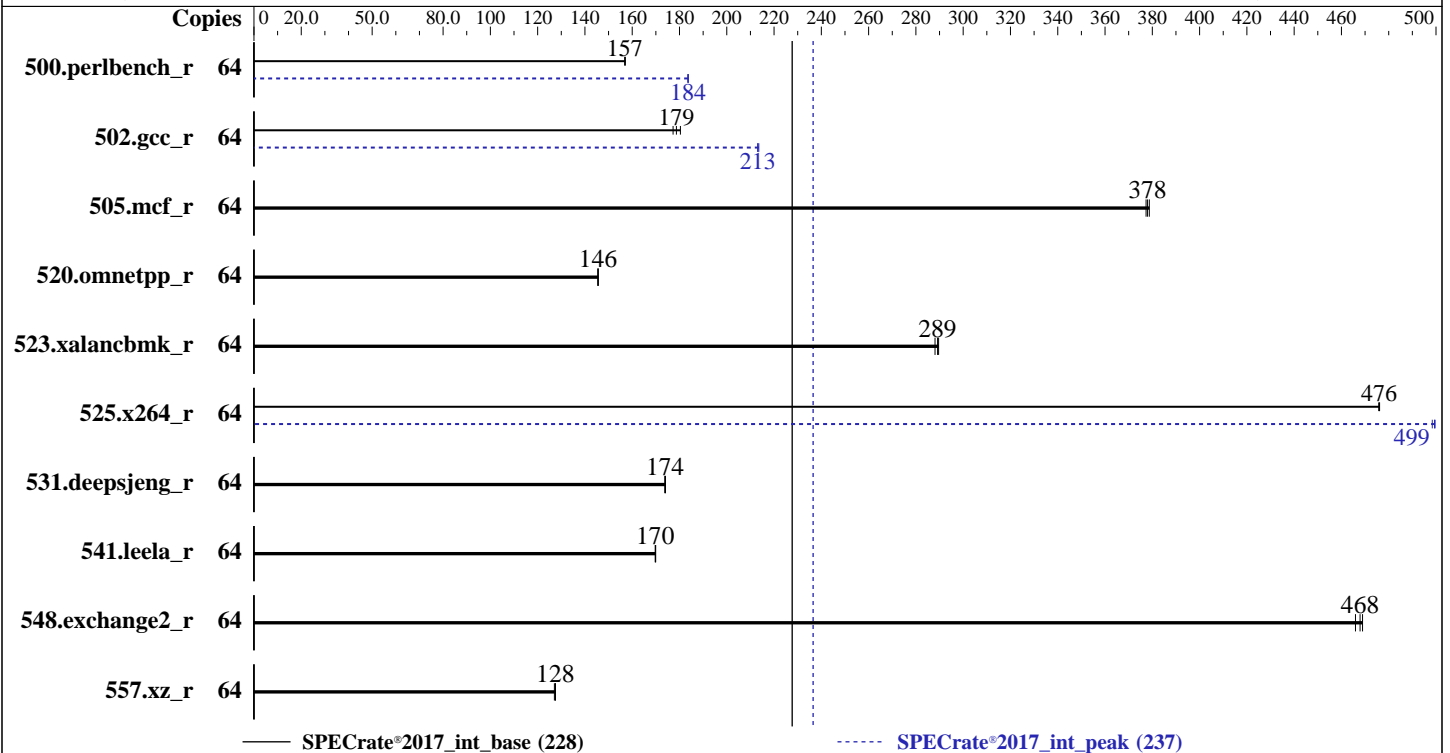 Copies 0 20.0 50.0 80.0 100 120 140 160 180 200 220 240 260 280 300 320 340 360 380 400 420 440 460 500
157
500.perlbench_r 64
184
179
502.gcc_r 64
213
378
505.mcf_r 64
146
520.omnetpp_r 64
289
523.xalancbmk_r 64
476
525.x264_r 64
499
174
531.deepsjeng_r 64
170
541.leela_r 64
468
548.exchange2_r 64
128
557.xz_r 64
SPECrate®2017_int_base (228) SPECrate®2017_int_peak (237)